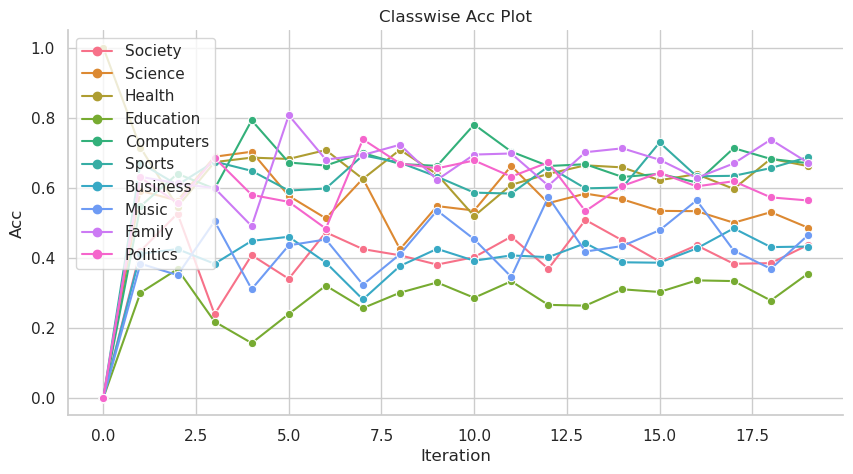 Classwise Acc Plot
1.0
0.8
0.6
0.4
0.2
0.0
Acc
Society
Science
Health
Education
Computers
Sports
Business
Music
Family
Politics
0.0 2.5 5.0 7.5 10.0 12.5 15.0 17.5
Iteration